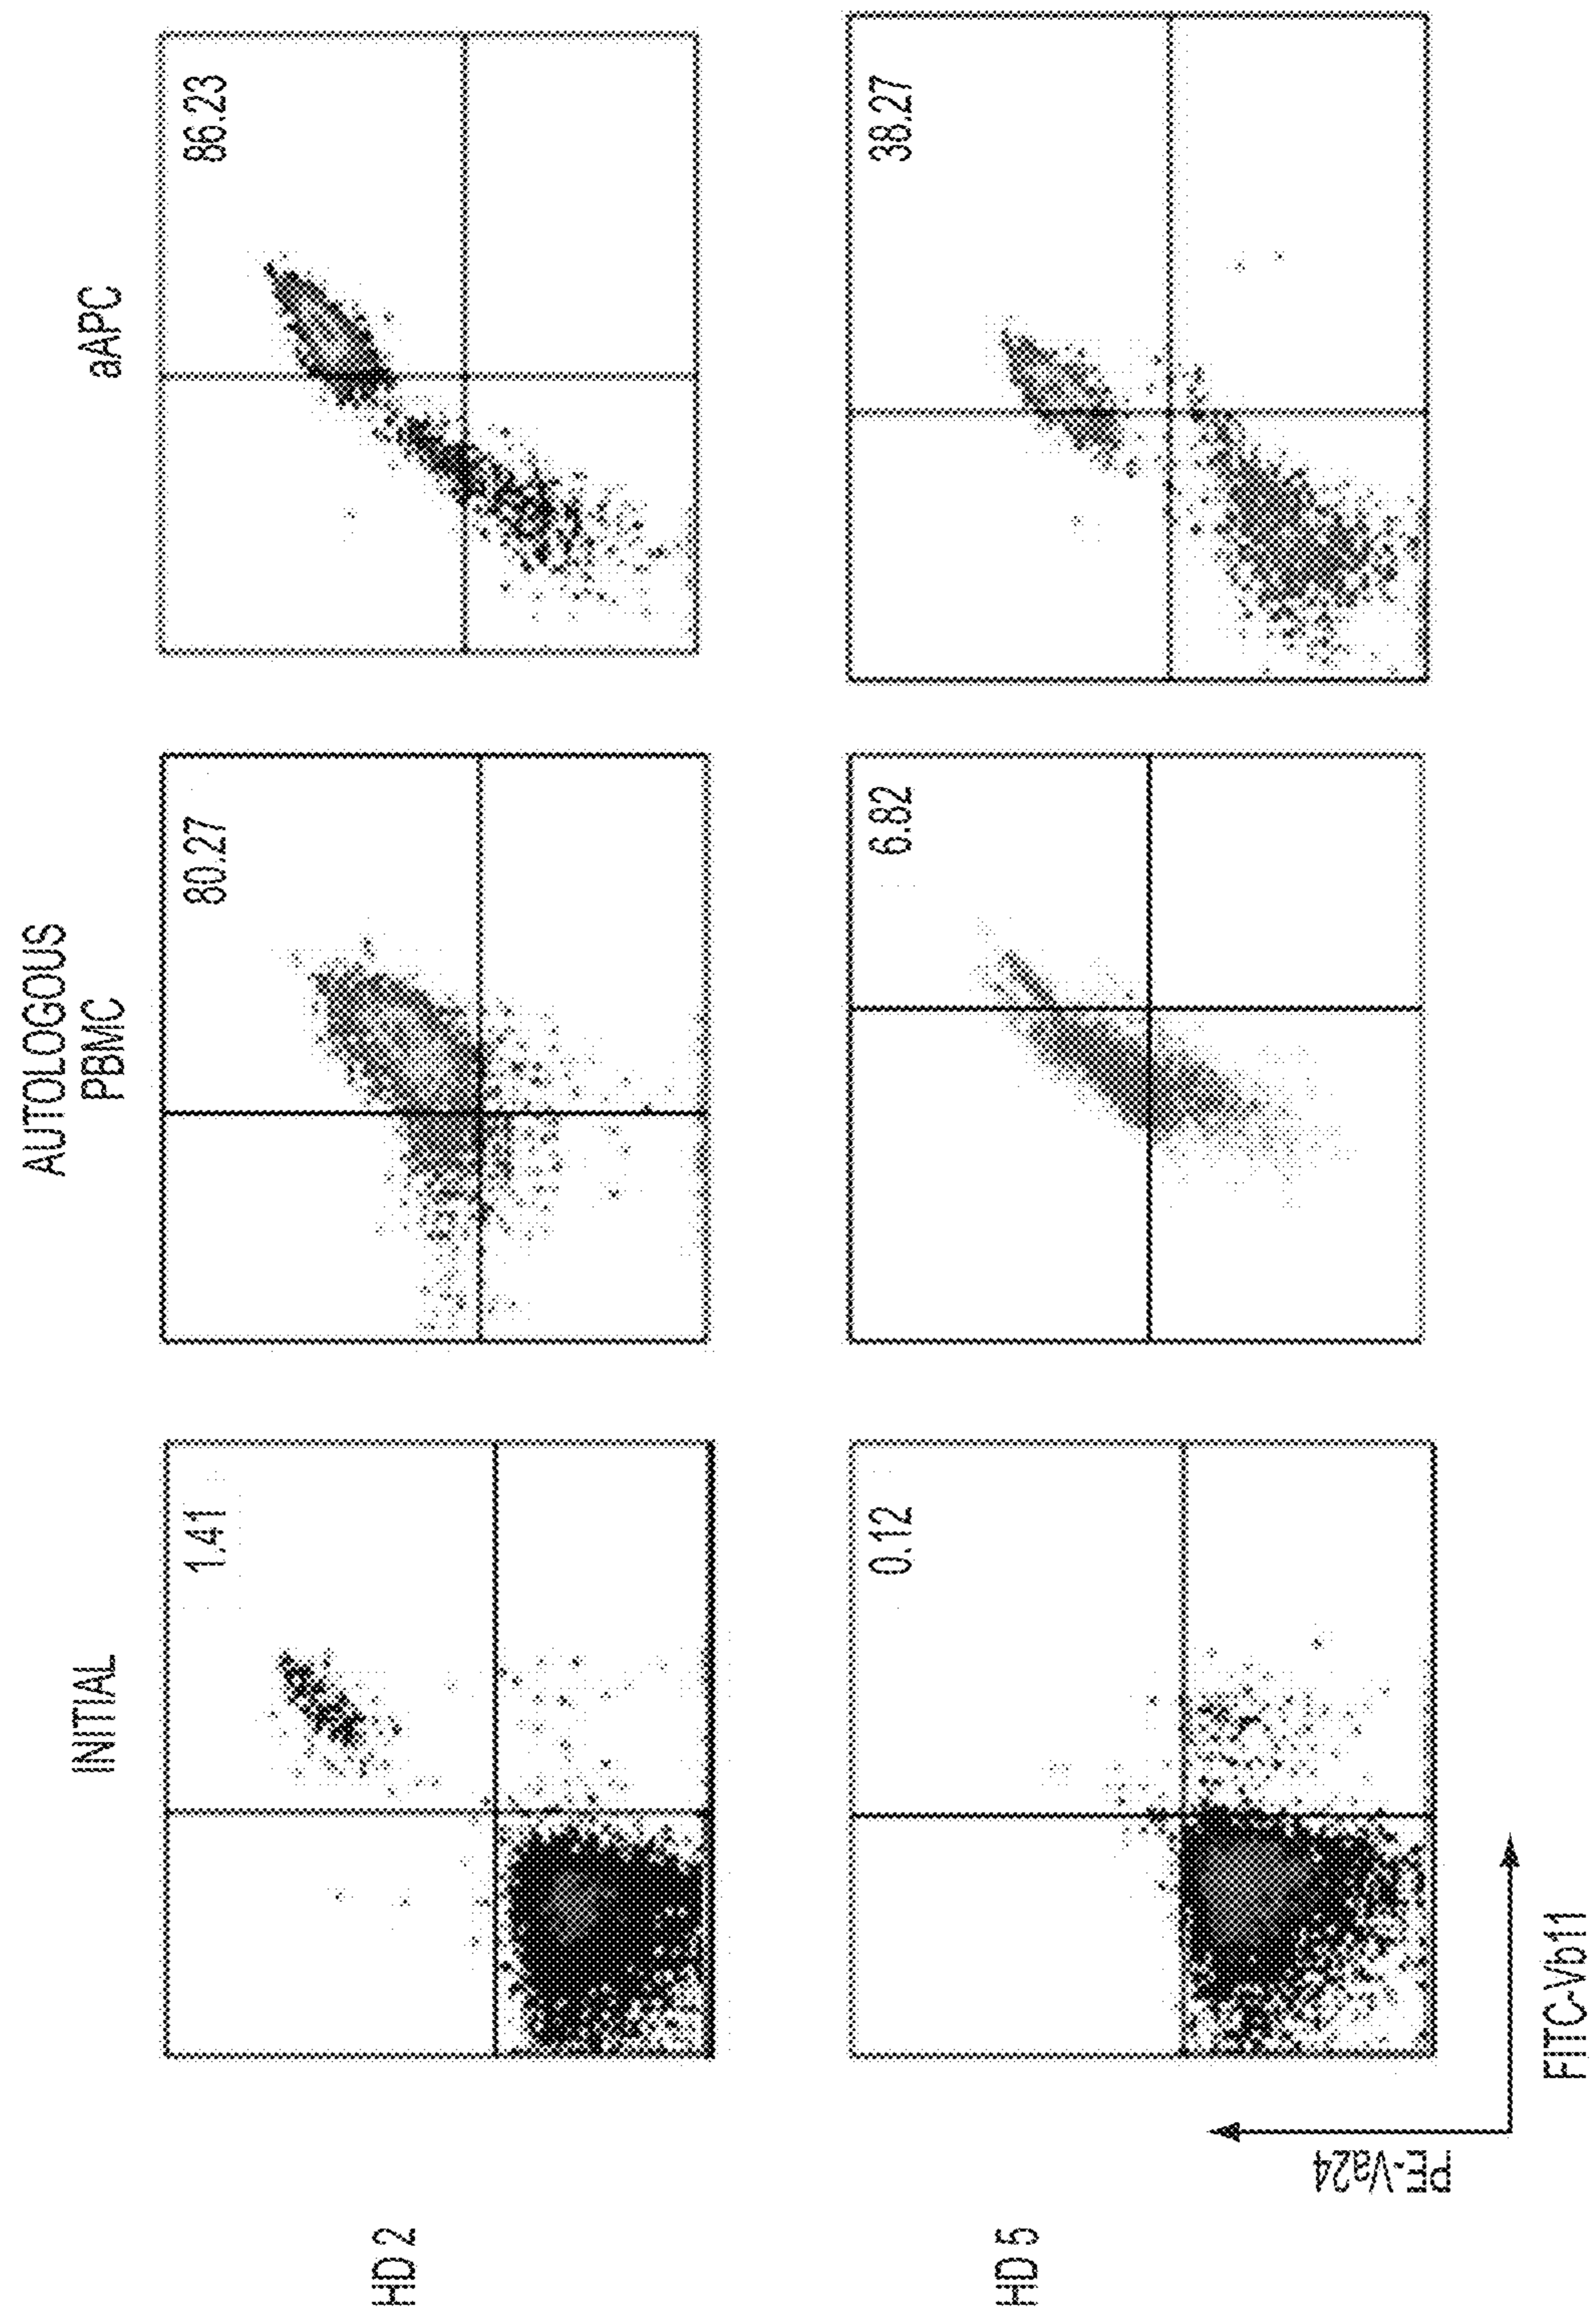 INITIAL
AUTOLOGOUS
PBMC
aAPC
HD 2
1.41
80.27
86.23
HD 5
0.12
6.82
38.27
PE-Va24
FITC-Vb11